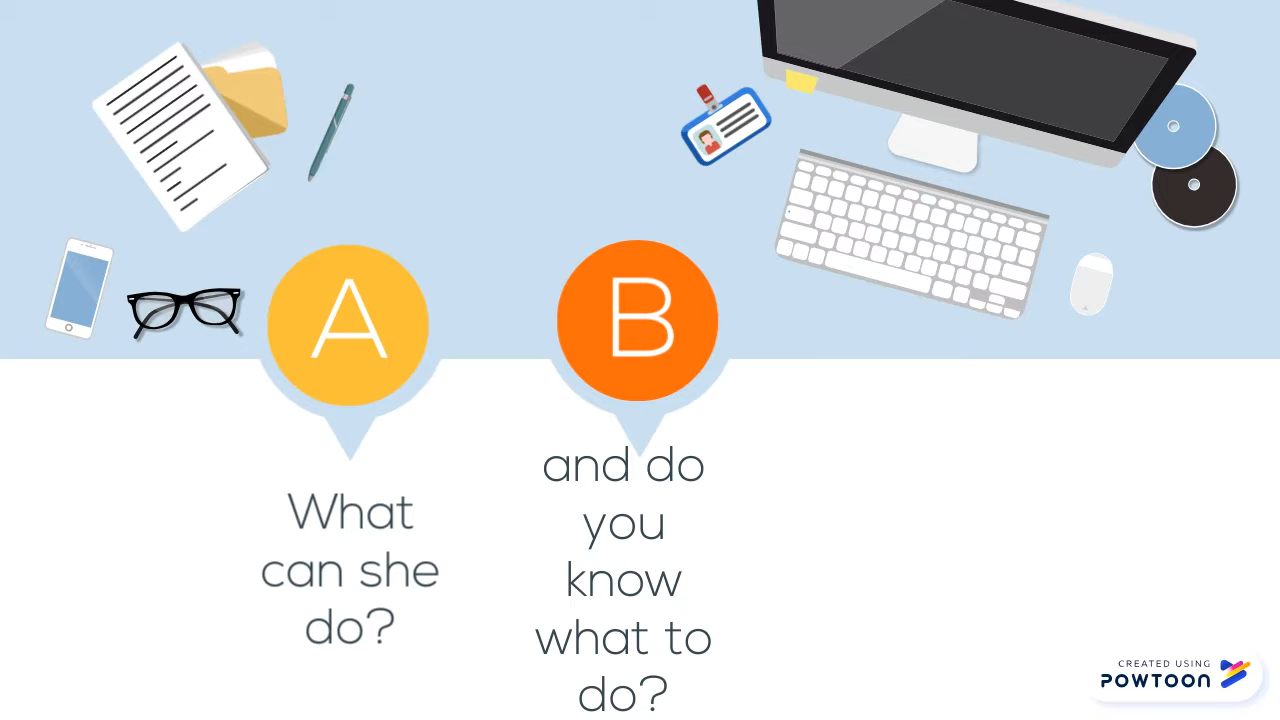 A
What
can she
do?
B
and do
you
know
what to
do?
CREATED USING
POWTOON